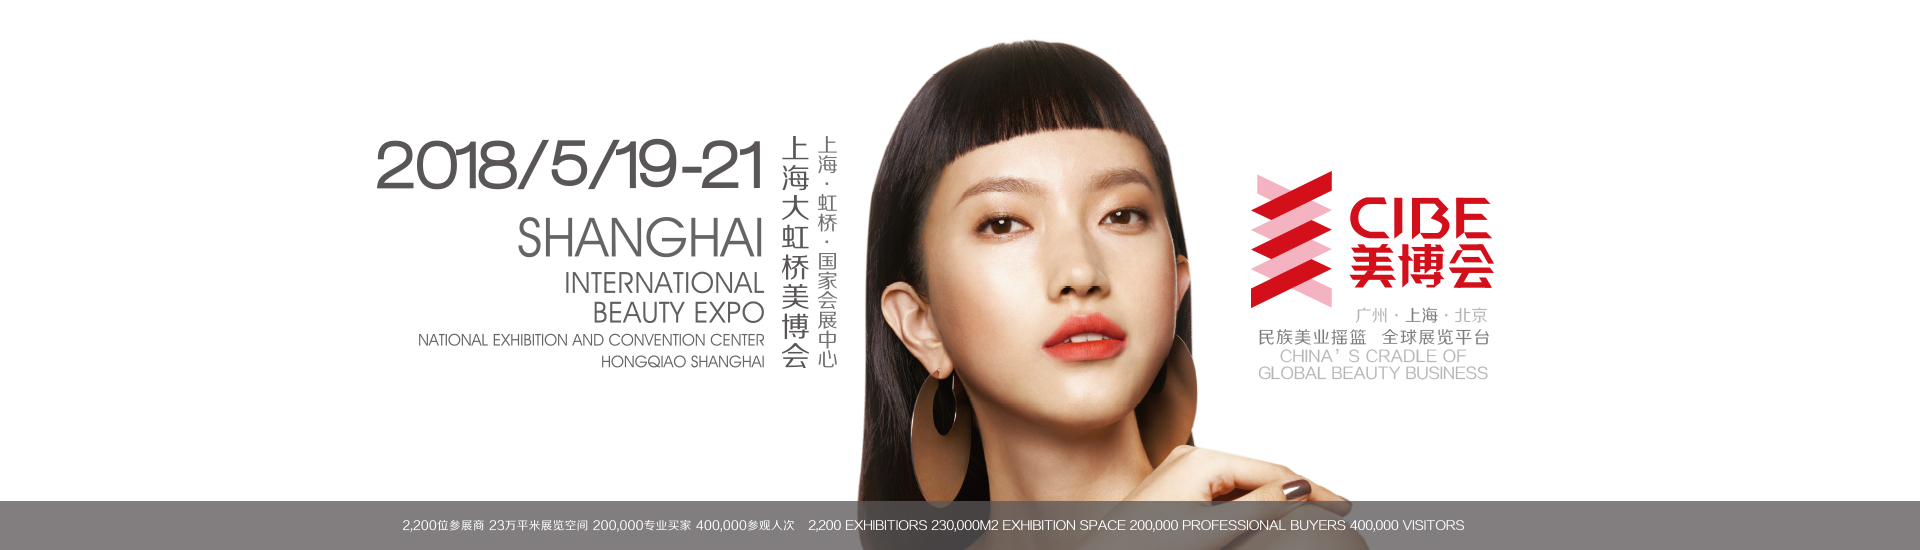 2018/5/19-21
SHANGHAI
INTERNATIONAL
BEAUTY EXPO
NATIONAL EXHIBITION AND CONVENTION CENTER
HONGQIAO SHANGHAI
上海大虹桥美博会
上海·虹桥·国家会展中心
CIBE
美博会
广州·上海·北京
民族美业摇篮 全球展览平台
CHINA’S CRADLE OF
GLOBAL BEAUTY BUSINESS
2,200位参展商 23万平米展览空间 200,000专业买家 400,000参观人次 2,200 EXHIBITIORS 230,000M2 EXHIBITION SPACE 200,000 PROFESSIONAL BUYERS 400,000 VISITORS